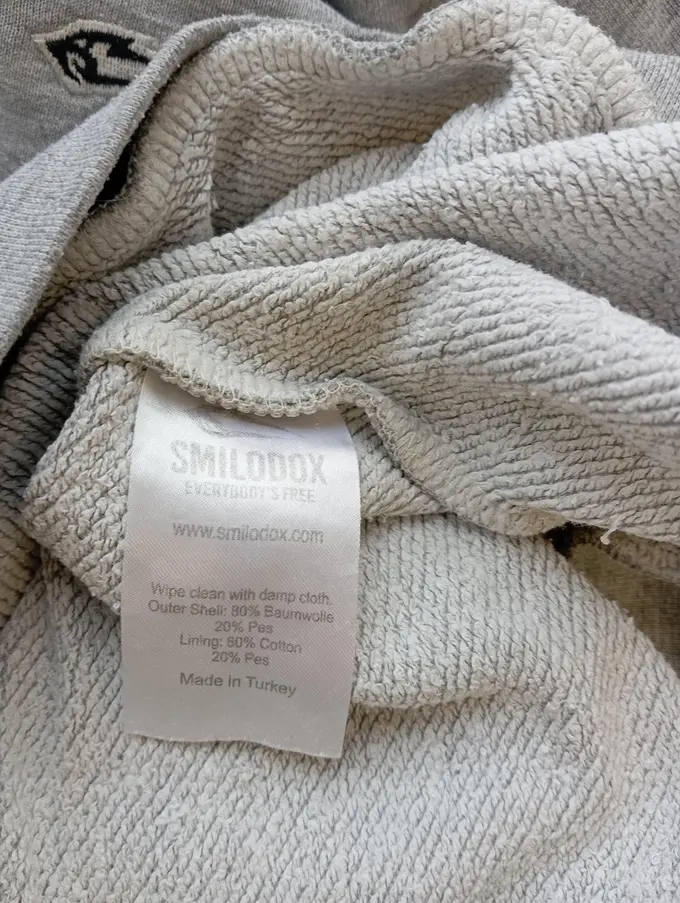 SMILODOX
EVERYBODY'S FREE
www.smilodox.com
Wipe clean with damp cloth.
Outer Shell: 80% Baumwolle
20% Pes
Lining: 80% Cotton
20% Pes
Made in Turkey